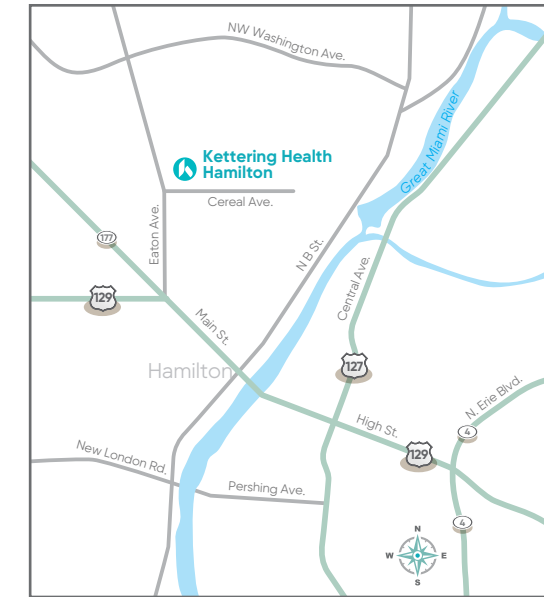 NW Washington Ave.
Great Miami River
Kettering Health
Hamilton
Cereal Ave.
Eaton Ave.
177
N B St.
129
Central Ave.
Main St.
Hamilton
127
N. Erie Blvd.
High St.
4
129
New London Rd.
Pershing Ave.
4
N
W
E
S